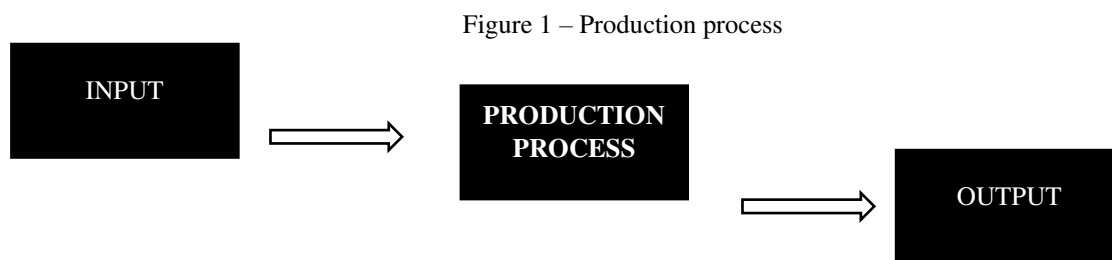 Figure 1 – Production process
INPUT
PRODUCTION
PROCESS
OUTPUT